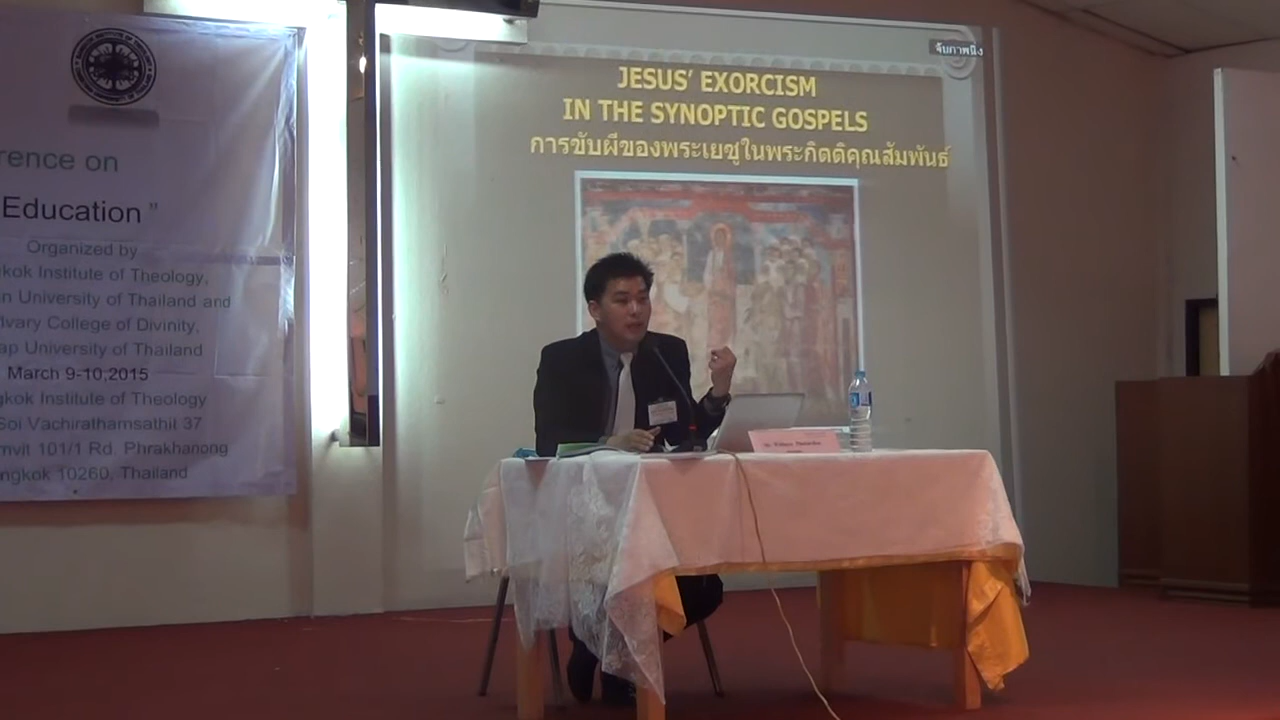 rence on
Education ”
Organized by
gkok Institute of Theology,
n University of Thailand and
lvary College of Divinity,
ap University of Thailand
March 9-10,2015
gkok Institute of Theology
Soi Vachirathamsathit 37
mvit 101/1 Rd. Phrakhanong
ngkok 10260, Thailand
จับภาพนิ่ง
JESUS’ EXORCISM
IN THE SYNOPTIC GOSPELS
การขับผีของพระเยซูในพระกิตติคุณสัมพันธ์